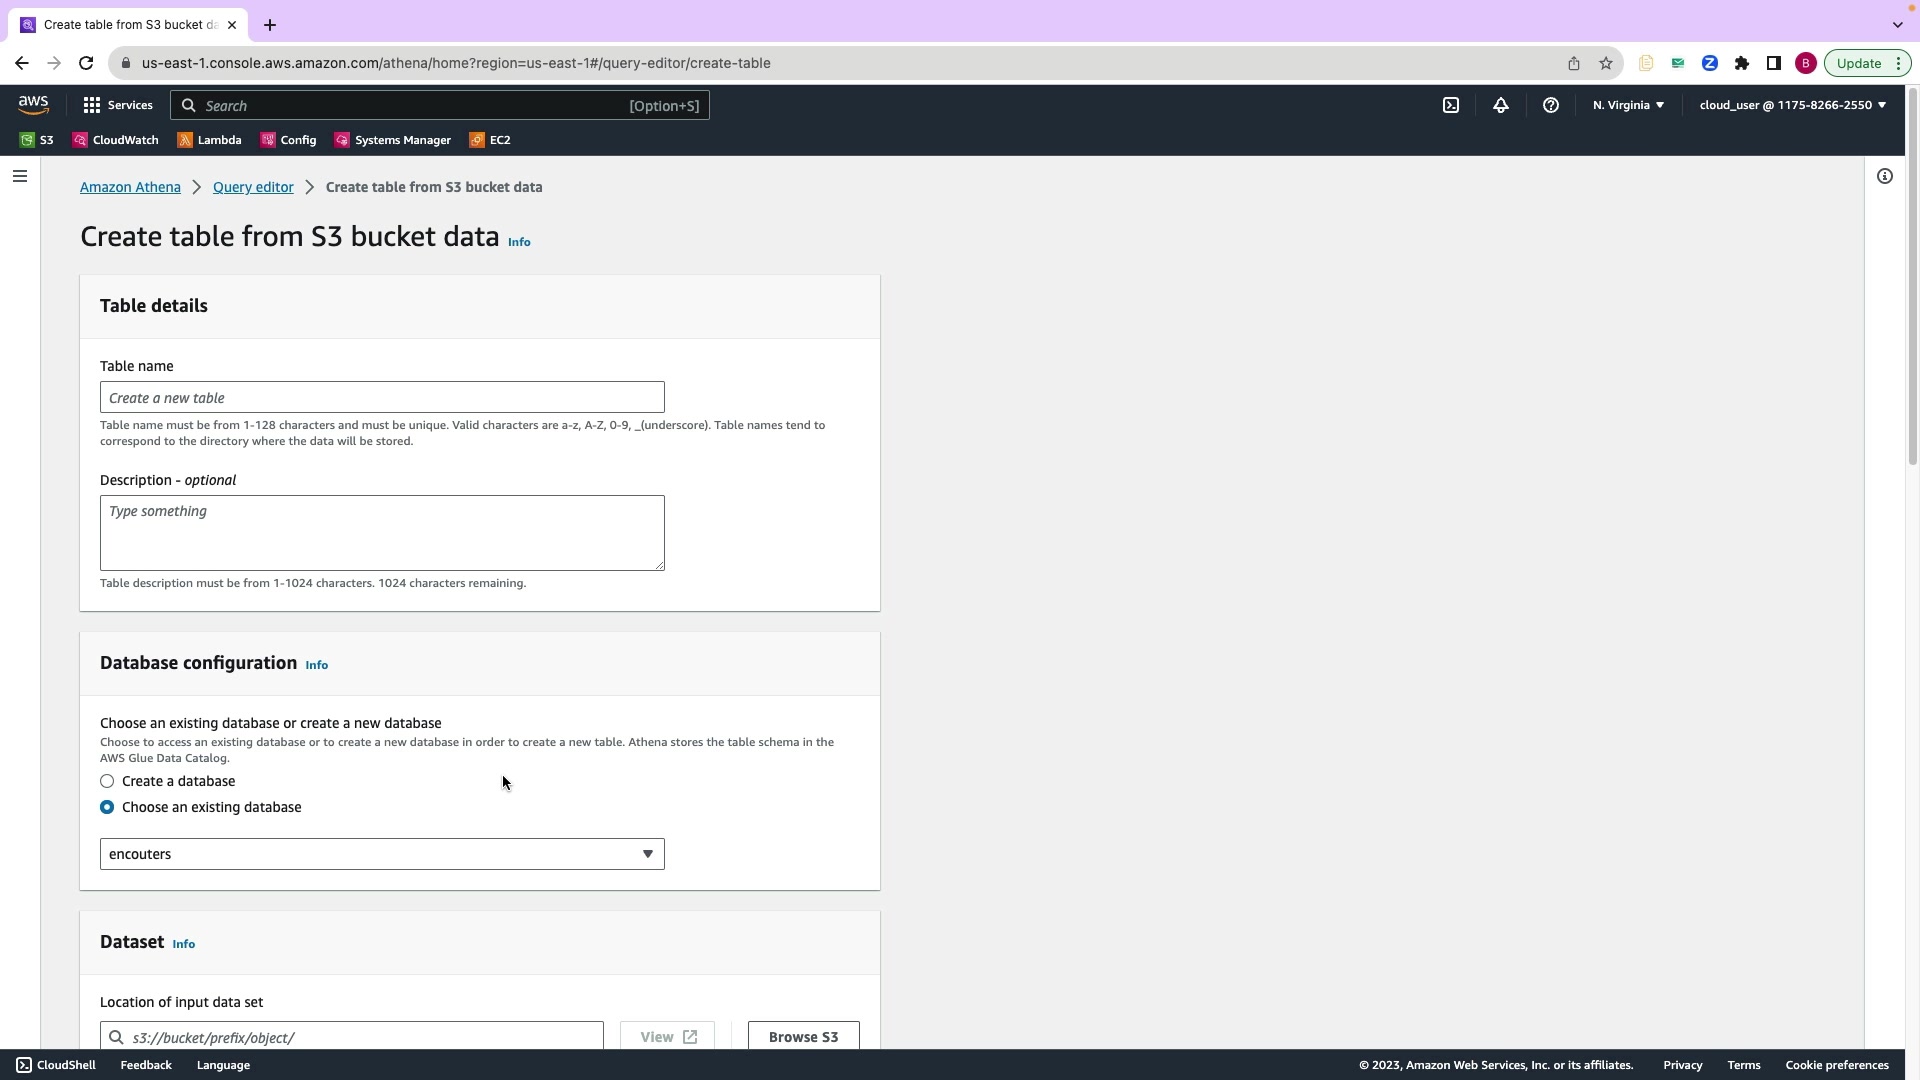 Create table from S3 bucket da
us-east-1.console.aws.amazon.com/athena/home?region=us-east-1#/query-editor/create-table
B
Update
aws
Services
Search
[Option+S]
N. Virginia
cloud_user @ 1175-8266-2550
S3
CloudWatch
Lambda
Config
Systems Manager
EC2
Amazon Athena
Query editor
Create table from S3 bucket data
Create table from S3 bucket data Info
Table details
Table name
Create a new table
Table name must be from 1-128 characters and must be unique. Valid characters are a-z, A-Z, 0-9, _(underscore). Table names tend to
correspond to the directory where the data will be stored.
Description - optional
Type something
Table description must be from 1-1024 characters. 1024 characters remaining.
Database configuration Info
Choose an existing database or create a new database
Choose to access an existing database or to create a new database in order to create a new table. Athena stores the table schema in the
AWS Glue Data Catalog.
Create a database
Choose an existing database
encouters
Dataset Info
Location of input data set
s3://bucket/prefix/object/
View
Browse S3
CloudShell
Feedback
Language
© 2023, Amazon Web Services, Inc. or its affiliates.
Privacy
Terms
Cookie preferences